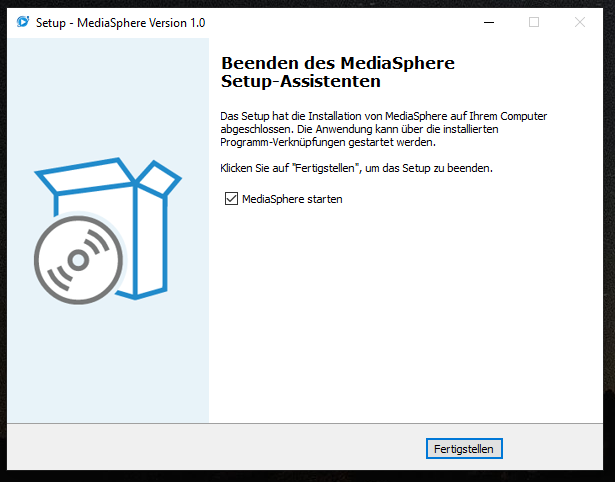 Setup - MediaSphere Version 1.0
Beenden des MediaSphere
Setup-Assistenten
Das Setup hat die Installation von MediaSphere auf Ihrem Computer
abgeschlossen. Die Anwendung kann über die installierten
Programm-Verknüpfungen gestartet werden.
Klicken Sie auf "Fertigstellen", um das Setup zu beenden.
MediaSphere starten
Fertigstellen